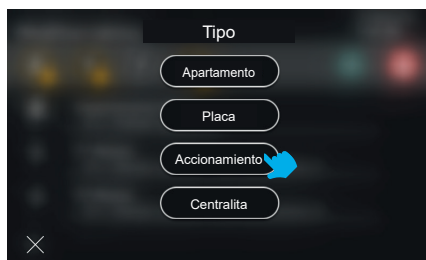 Tipo
Apartamento
Placa
Accionamiento
Centralita